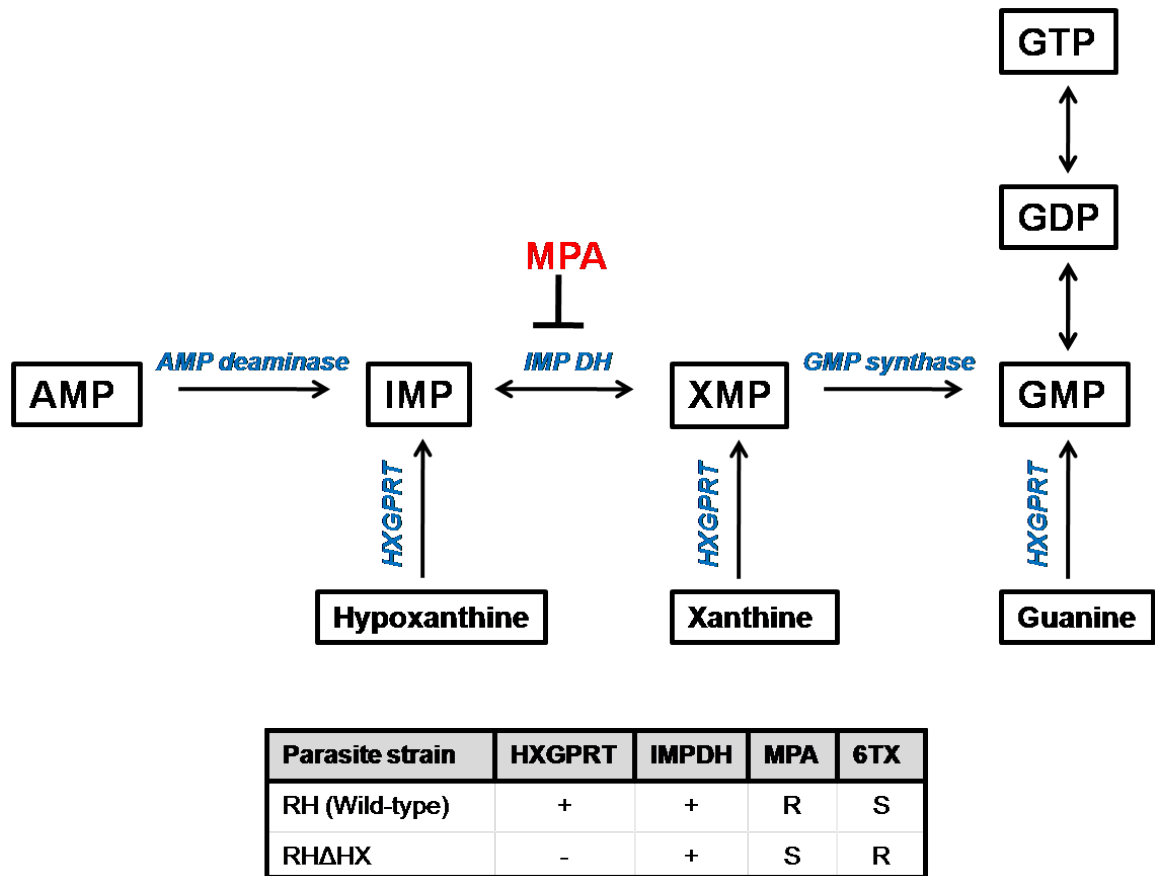 GTP
GDP
MPA
AMP deaminase
IMP DH
GMP synthase
AMP
IMP
XMP
GMP
HXGPRT
HXGPRT
HXGPRT
Hypoxanthine
Xanthine
Guanine
Parasite strain HXGPRT IMPDH MPA 6TX
RH (Wild-type) + + R S
RHΔHX - + S R